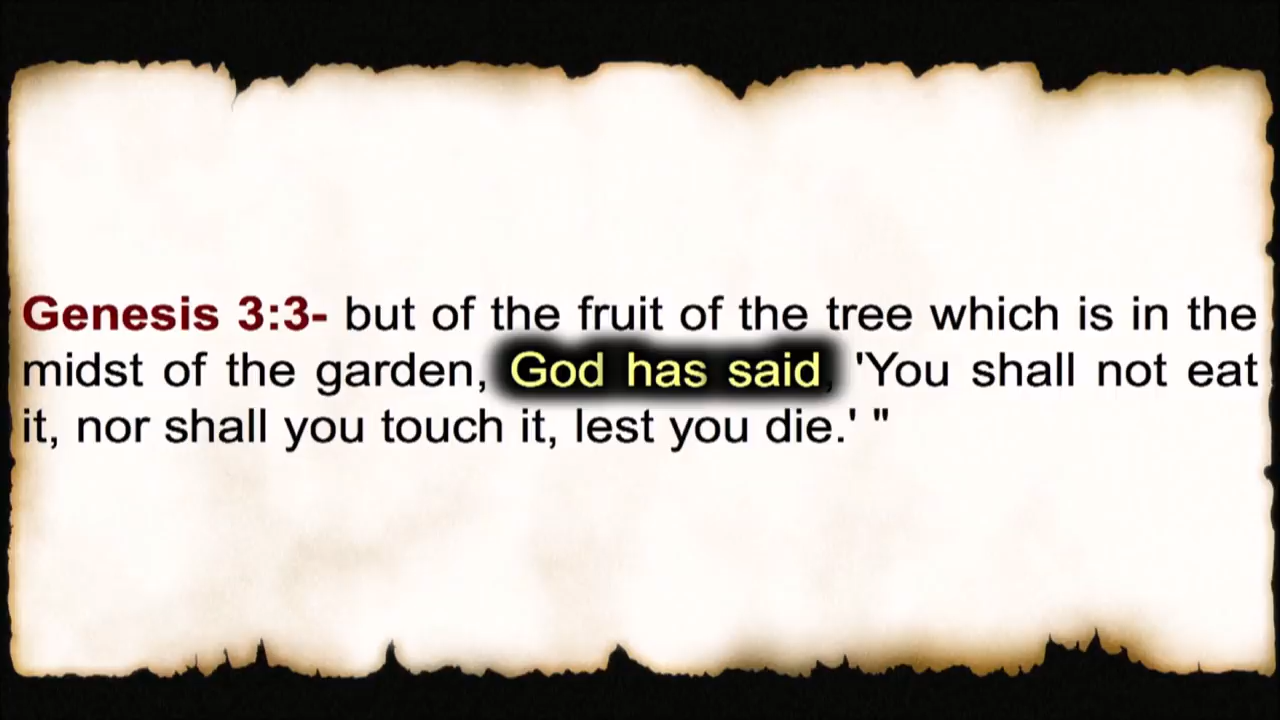 Genesis 3:3- but of the fruit of the tree which is in the
midst of the garden, God has said, 'You shall not eat
it, nor shall you touch it, lest you die.' "